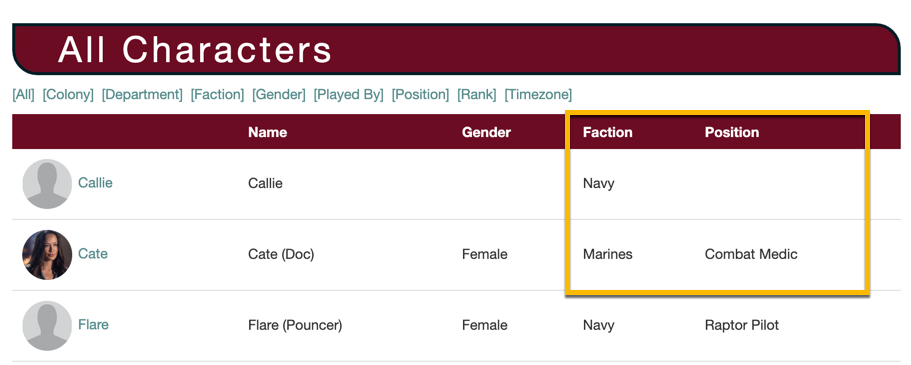 All Characters
[All] [Colony] [Department] [Faction] [Gender] [Played By] [Position] [Rank] [Timezone]
Name Gender Faction Position
Callie Callie Navy
Cate Cate (Doc) Female Marines Combat Medic
Flare Flare (Pouncer) Female Navy Raptor Pilot